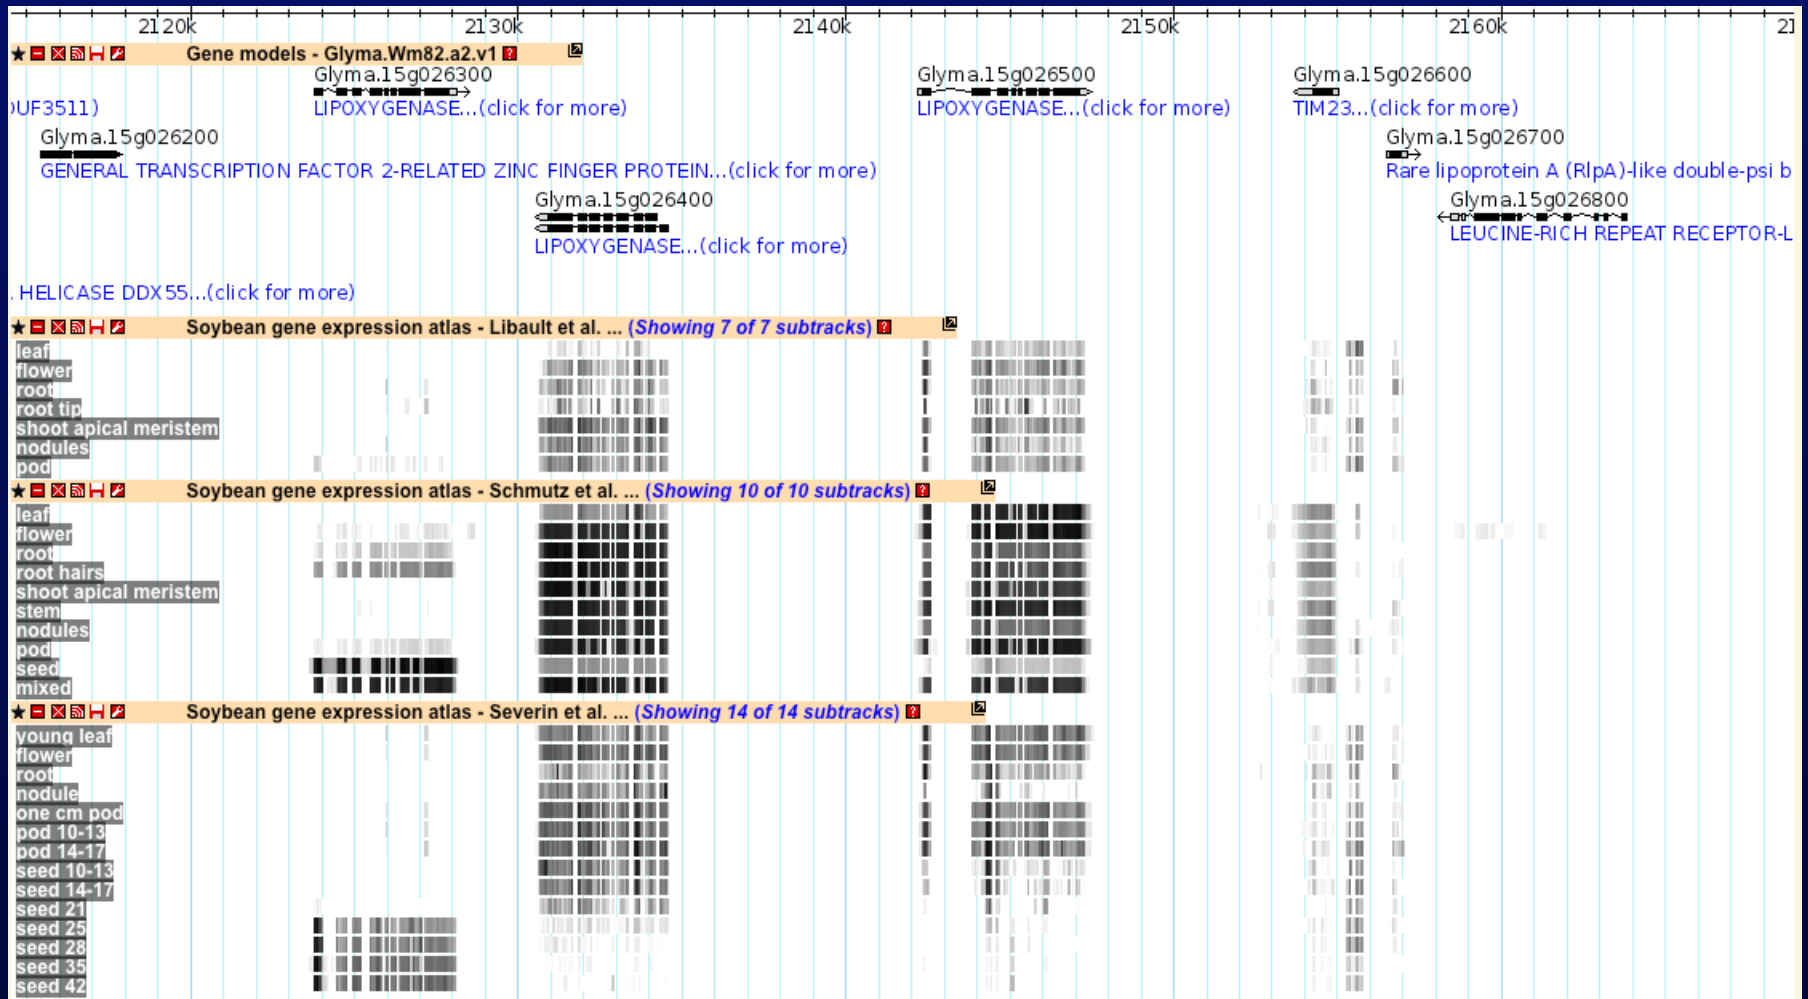 2120k 2130k 2140k 2150k 2160k 21
Gene models - Glyma.Wm82.a2.v1 ?
Glyma.15g026300 Glyma.15g026500 Glyma.15g026600
UF3511) LIPOXYGENASE...(click for more) LIPOXYGENASE...(click for more) TIM23...(click for more)
Glyma.15g026200 Glyma.15g026700
GENERAL TRANSCRIPTION FACTOR 2-RELATED ZINC FINGER PROTEIN...(click for more) Rare lipoprotein A (RlpA)-like double-psi b
Glyma.15g026400 Glyma.15g026800
LIPOXYGENASE...(click for more) LEUCINE-RICH REPEAT RECEPTOR-L
HELICASE DDX55...(click for more)
Soybean gene expression atlas - Libault et al. ... (Showing 7 of 7 subtracks) ?
leaf
flower
root
root tip
shoot apical meristem
nodules
pod
Soybean gene expression atlas - Schmutz et al. ... (Showing 10 of 10 subtracks) ?
leaf
flower
root
root hairs
shoot apical meristem
stem
nodules
pod
seed
mixed
Soybean gene expression atlas - Severin et al. ... (Showing 14 of 14 subtracks) ?
young leaf
flower
root
nodule
one cm pod
pod 10-13
pod 14-17
seed 10-13
seed 14-17
seed 21
seed 25
seed 28
seed 35
seed 42